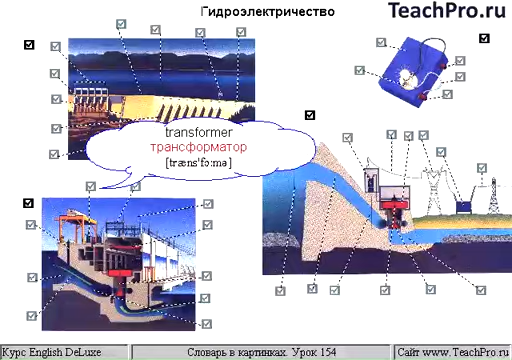 Гидроэлектричество
TeachPro.ru
transformer
трансформатор
[træns'fɔ:mə]
Курс English DeLuxe
Словарь в картинках. Урок 154
Сайт www.TeachPro.ru